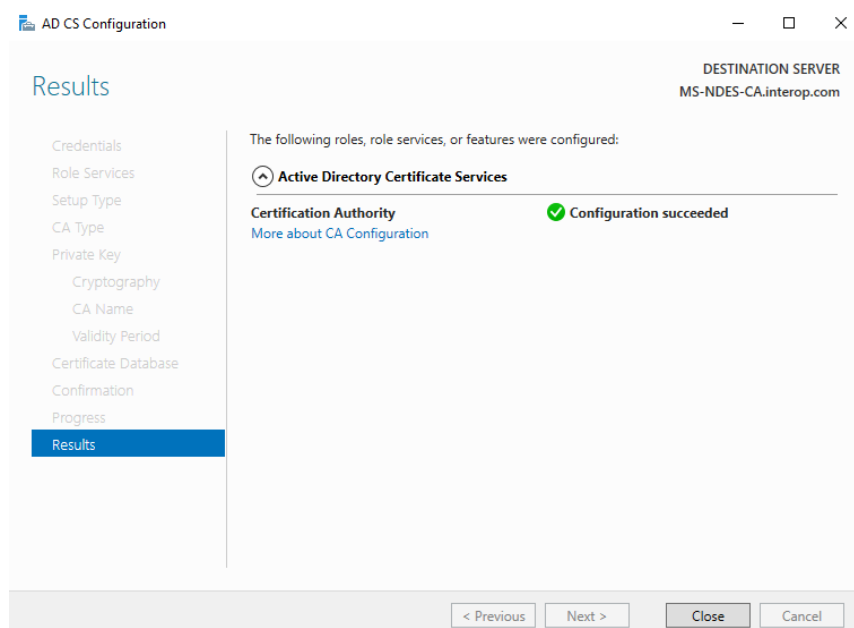 AD CS Configuration
DESTINATION SERVER
MS-NDES-CA.interop.com
Results
Credentials
Role Services
Setup Type
CA Type
Private Key
Cryptography
CA Name
Validity Period
Certificate Database
Confirmation
Progress
Results
The following roles, role services, or features were configured:
Active Directory Certificate Services
Certification Authority
Configuration succeeded
More about CA Configuration
< Previous
Next >
Close
Cancel